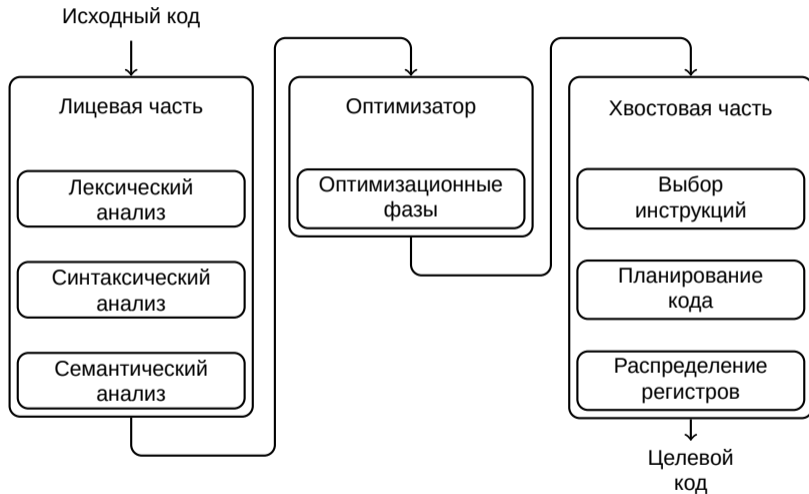 Исходный код
Лицевая часть
Лексический
анализ
Синтаксический
анализ
Семантический
анализ
Оптимизатор
Оптимизационные
фазы
Хвостовая часть
Выбор
инструкций
Планирование
кода
Распределение
регистров
Целевой
код